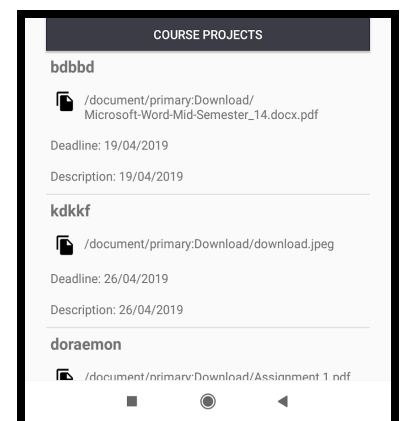 COURSE PROJECTS
bdbbd
/document/primary:Download/
Microsoft-Word-Mid-Semester_14.docx.pdf
Deadline: 19/04/2019
Description: 19/04/2019
kdkkf
/document/primary:Download/download.jpeg
Deadline: 26/04/2019
Description: 26/04/2019
doraemon
/document/primary:Download/Assignment 1.pdf